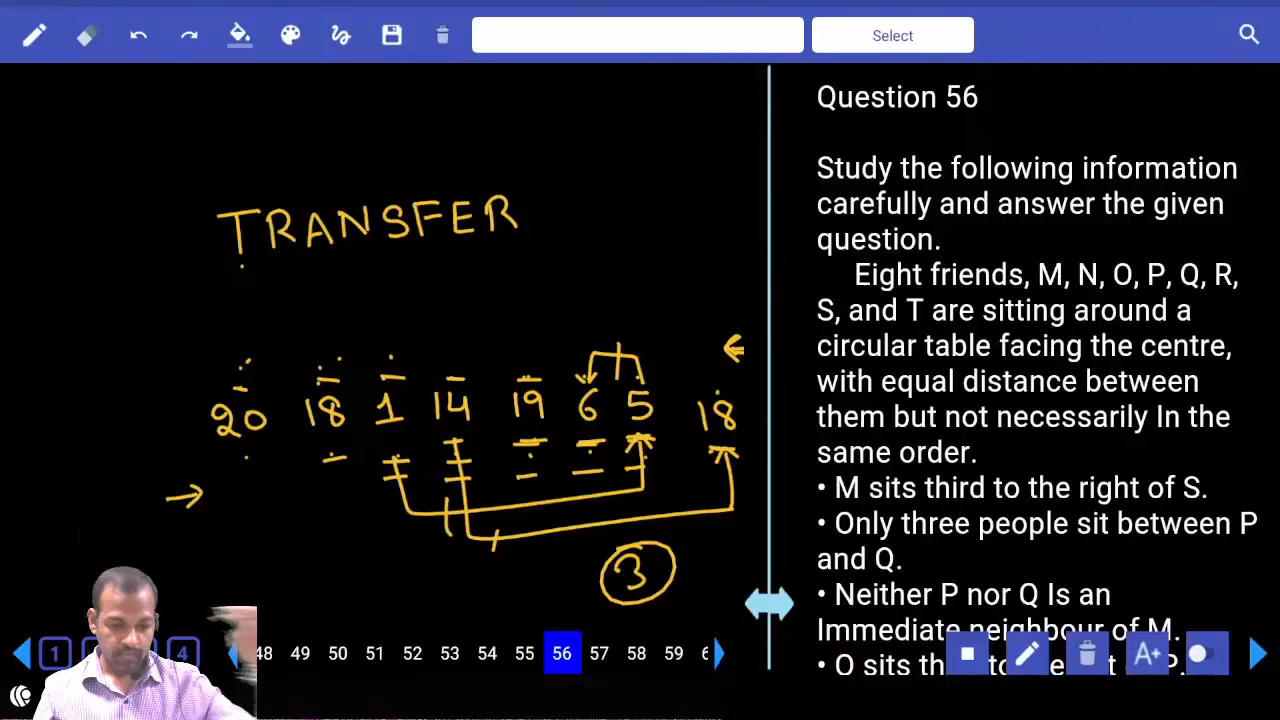 Select
TRANSFER
20 18 1 14 19 6 5 18
3
Question 56
Study the following information
carefully and answer the given
question.
Eight friends, M, N, O, P, Q, R,
S, and T are sitting around a
circular table facing the centre,
with equal distance between
them but not necessarily In the
same order.
• M sits third to the right of S.
• Only three people sit between P
and Q.
• Neither P nor Q Is an
Immediate neighbour of M.
• O sits
P.
A+
1 4 48 49 50 51 52 53 54 55 56 57 58 59